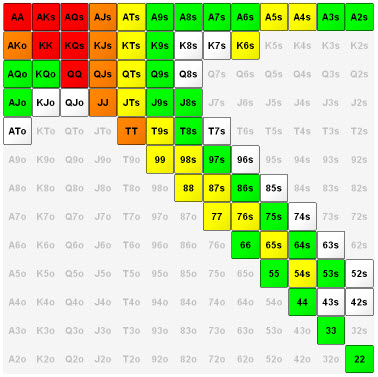 AA AKs AQs AJs ATs A9s A8s A7s A6s A5s A4s A3s A2s
AKo KK KQs KJs KTs K9s K8s K7s K6s K5s K4s K3s K2s
AQo KQo QQ QJs QTs Q9s Q8s Q7s Q6s Q5s Q4s Q3s Q2s
AJo KJo QJo JJ JTs J9s J8s J7s J6s J5s J4s J3s J2s
ATo KTo QTo JTo TT T9s T8s T7s T6s T5s T4s T3s T2s
A9o K9o Q9o J9o T9o 99 98s 97s 96s 95s 94s 93s 92s
A8o K8o Q8o J8o T8o 98o 88 87s 86s 85s 84s 83s 82s
A7o K7o Q7o J7o T7o 97o 87o 77 76s 75s 74s 73s 72s
A6o K6o Q6o J6o T6o 96o 86o 76o 66 65s 64s 63s 62s
A5o K5o Q5o J5o T5o 95o 85o 75o 65o 55 54s 53s 52s
A4o K4o Q4o J4o T4o 94o 84o 74o 64o 54o 44 43s 42s
A3o K3o Q3o J3o T3o 93o 83o 73o 63o 53o 43o 33 32s
A2o K2o Q2o J2o T2o 92o 82o 72o 62o 52o 42o 32o 22